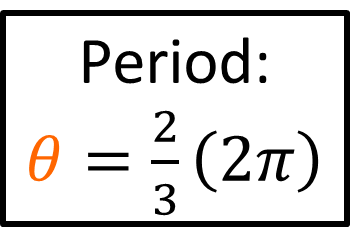 Period:
θ = 2/3 (2π)